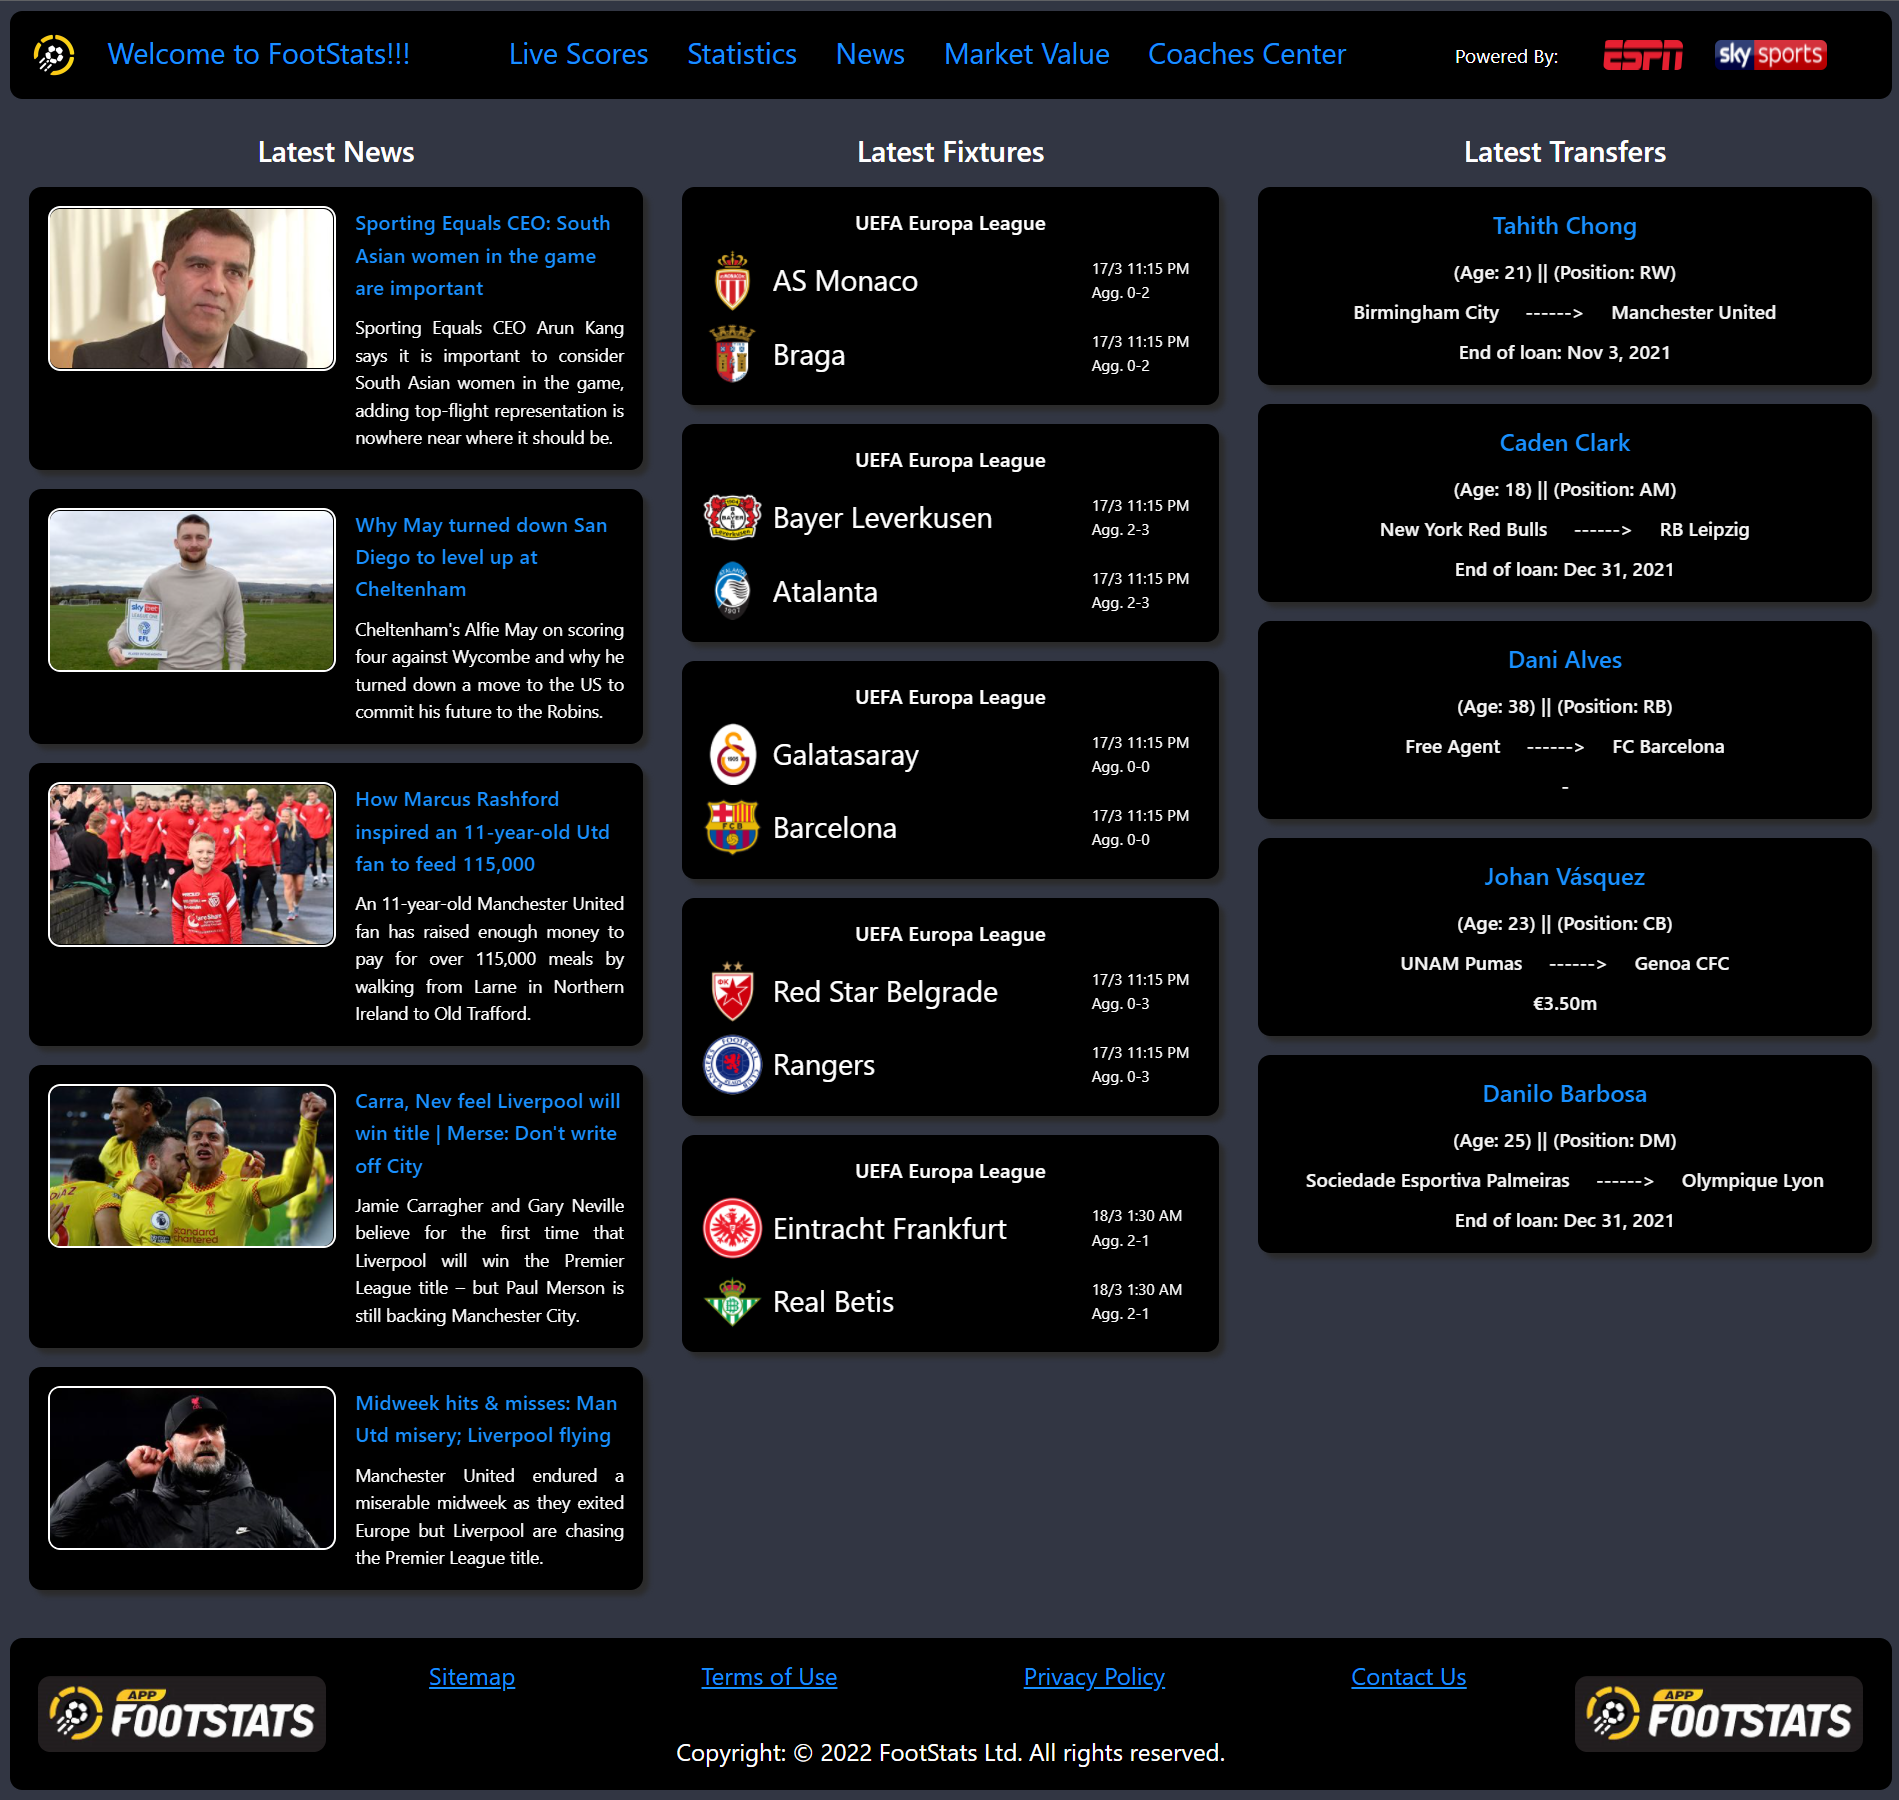 Welcome to FootStats!!!
Live Scores
Statistics
News
Market Value
Coaches Center
Powered By:
ESPN
sky sports
Latest News
Sporting Equals CEO: South
Asian women in the game
are important
Sporting Equals CEO Arun Kang
says it is important to consider
South Asian women in the game,
adding top-flight representation is
nowhere near where it should be.
Why May turned down San
Diego to level up at
Cheltenham
Cheltenham's Alfie May on scoring
four against Wycombe and why he
turned down a move to the US to
commit his future to the Robins.
sky bet
EFL
How Marcus Rashford
inspired an 11-year-old Utd
fan to feed 115,000
An 11-year-old Manchester United
fan has raised enough money to
pay for over 115,000 meals by
walking from Larne in Northern
Ireland to Old Trafford.
Carra, Nev feel Liverpool will
win title | Merse: Don't write
off City
Jamie Carragher and Gary Neville
believe for the first time that
Liverpool will win the Premier
League title – but Paul Merson is
still backing Manchester City.
standard
chartered
Midweek hits & misses: Man
Utd misery; Liverpool flying
Manchester United endured a
miserable midweek as they exited
Europe but Liverpool are chasing
the Premier League title.
Latest Fixtures
UEFA Europa League
AS Monaco
17/3 11:15 PM
Agg. 0-2
Braga
17/3 11:15 PM
Agg. 0-2
UEFA Europa League
Bayer Leverkusen
17/3 11:15 PM
Agg. 2-3
Atalanta
17/3 11:15 PM
Agg. 2-3
UEFA Europa League
Galatasaray
17/3 11:15 PM
Agg. 0-0
Barcelona
17/3 11:15 PM
Agg. 0-0
UEFA Europa League
Red Star Belgrade
17/3 11:15 PM
Agg. 0-3
Rangers
17/3 11:15 PM
Agg. 0-3
UEFA Europa League
Eintracht Frankfurt
18/3 1:30 AM
Agg. 2-1
Real Betis
18/3 1:30 AM
Agg. 2-1
Latest Transfers
Tahith Chong
(Age: 21) || (Position: RW)
Birmingham City ------> Manchester United
End of loan: Nov 3, 2021
Caden Clark
(Age: 18) || (Position: AM)
New York Red Bulls ------> RB Leipzig
End of loan: Dec 31, 2021
Dani Alves
(Age: 38) || (Position: RB)
Free Agent ------> FC Barcelona
-
Johan Vásquez
(Age: 23) || (Position: CB)
UNAM Pumas ------> Genoa CFC
€3.50m
Danilo Barbosa
(Age: 25) || (Position: DM)
Sociedade Esportiva Palmeiras ------> Olympique Lyon
End of loan: Dec 31, 2021
APP
FOOTSTATS
Sitemap
Terms of Use
Privacy Policy
Contact Us
Copyright: © 2022 FootStats Ltd. All rights reserved.
APP
FOOTSTATS